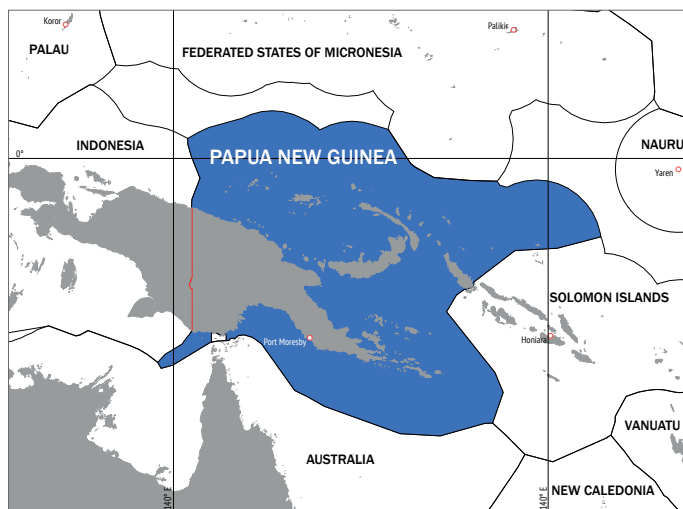 Koror
Palikir
PALAU
FEDERATED STATES OF MICRONESIA
INDONESIA
NAURU
0°
PAPUA NEW GUINEA
Yaren
SOLOMON ISLANDS
Port Moresby
Honiara
VANUATU
AUSTRALIA
NEW CALEDONIA
140° E
140° E